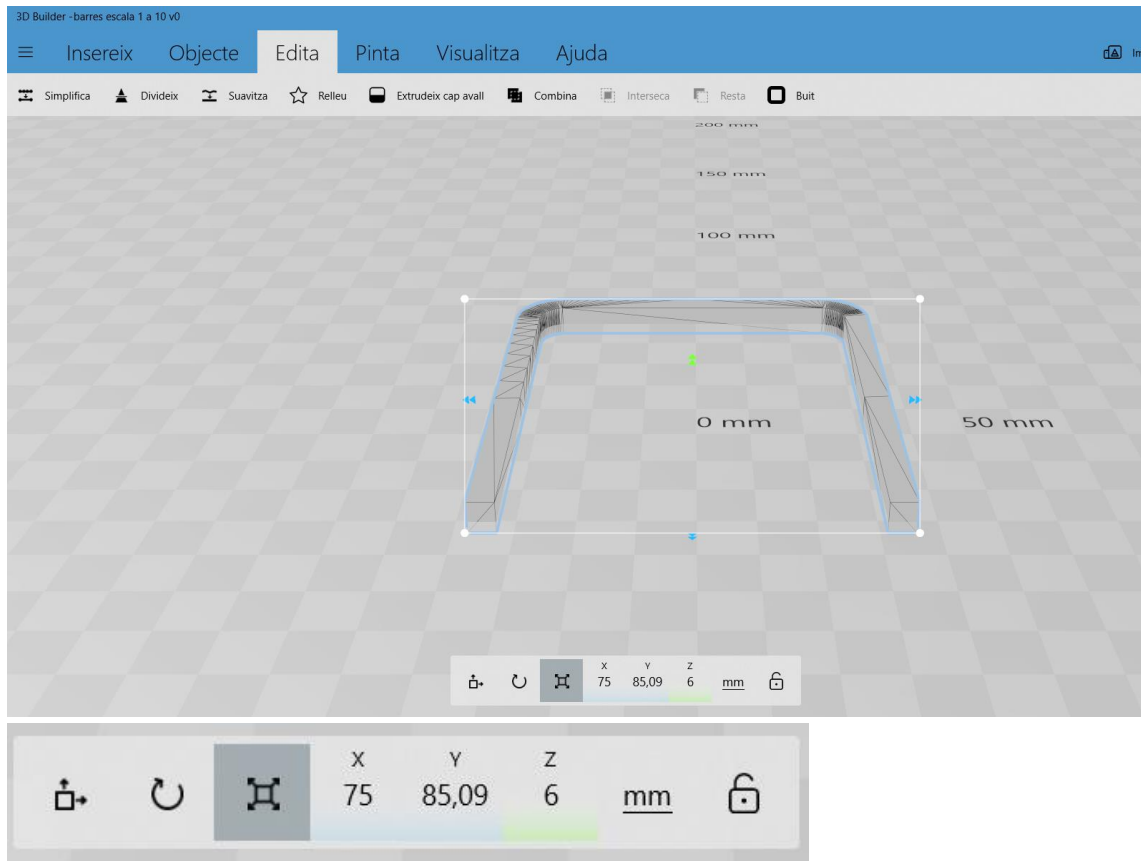 3D Builder -barres escala 1 a 10 v0
Insereix Objecte Edita Pinta Visualitza Ajuda
Simplifica Divideix Suavitza Relleu Extrudeix cap avall Combina Interseca Resta Buit
200 mm
150 mm
100 mm
0 mm 50 mm
X Y Z
75 85,09 6 mm
X Y Z
75 85,09 6 mm